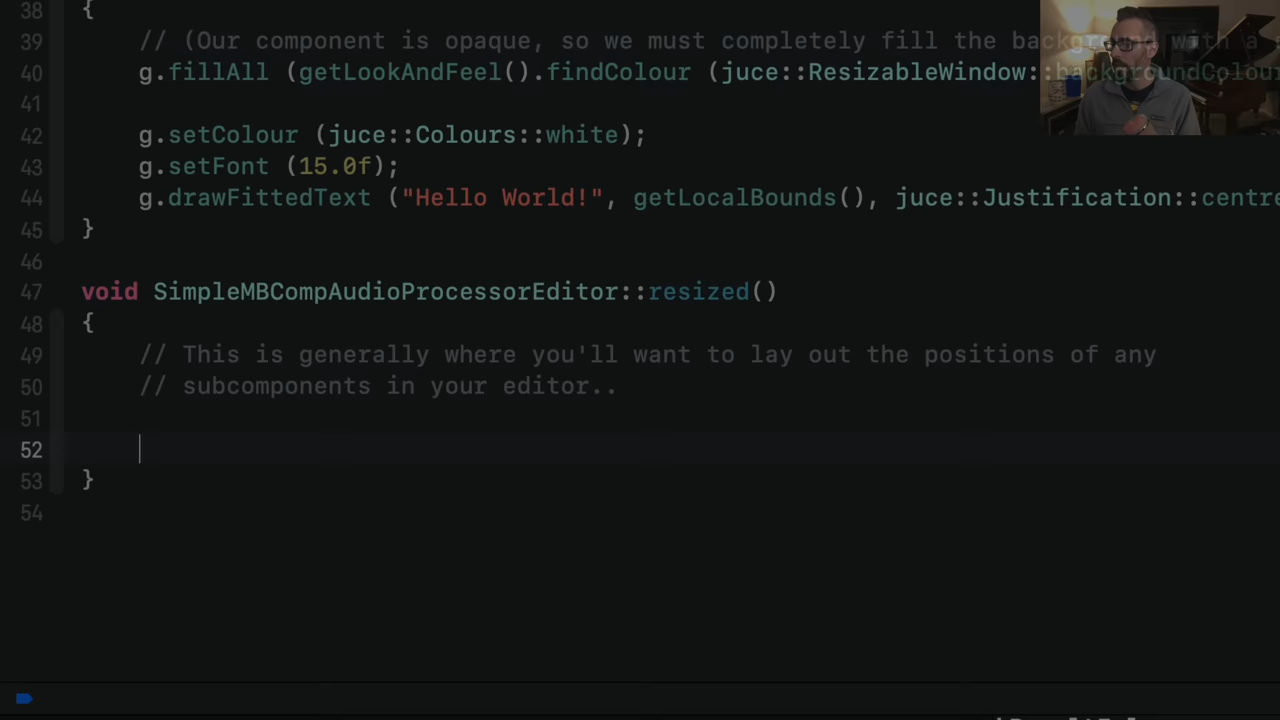 38 {
39 // (Our component is opaque, so we must completely fill the background with a
40 g.fillAll (getLookAndFeel().findColour (juce::ResizableWindow::backgroundColou
41
42 g.setColour (juce::Colours::white);
43 g.setFont (15.0f);
44 g.drawFittedText ("Hello World!", getLocalBounds(), juce::Justification::centre
45 }
46
47 void SimpleMBCompAudioProcessorEditor::resized()
48 {
49 // This is generally where you'll want to lay out the positions of any
50 // subcomponents in your editor..
51
52
53 }
54